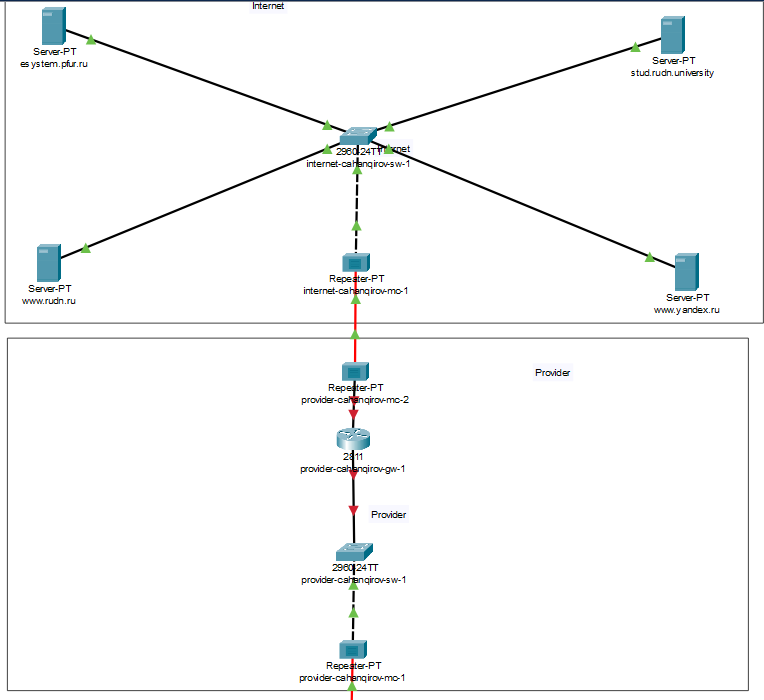 Internet
Server-PT
esystem.pfur.ru
Server-PT
stud.rudn.university
2960-24TT
Internet
internet-cahanqirov-sw-1
Repeater-PT
internet-cahanqirov-mc-1
Server-PT
www.rudn.ru
Server-PT
www.yandex.ru
Repeater-PT
provider-cahanqirov-mc-2
Provider
2811
provider-cahanqirov-gw-1
Provider
2960-24TT
provider-cahanqirov-sw-1
Repeater-PT
provider-cahanqirov-mc-1